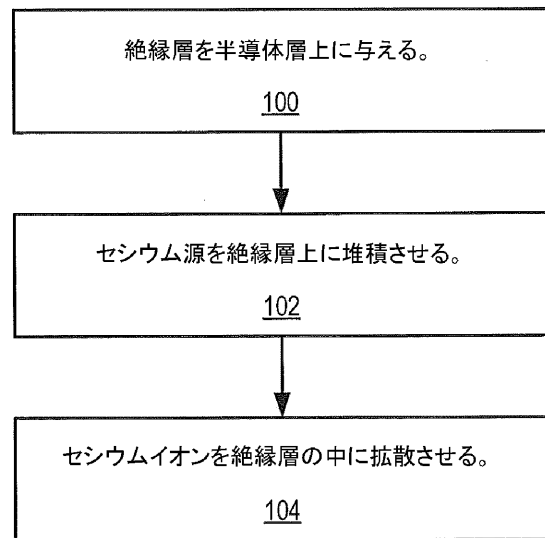 絶縁層を半導体層上に与える。
100
セシウム源を絶縁層上に堆積させる。
102
セシウムイオンを絶縁層の中に拡散させる。
104